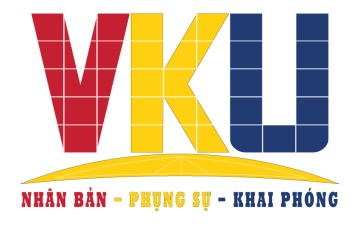 VKU
NHÂN BẢN – PHỤNG SỰ – KHAI PHÓNG